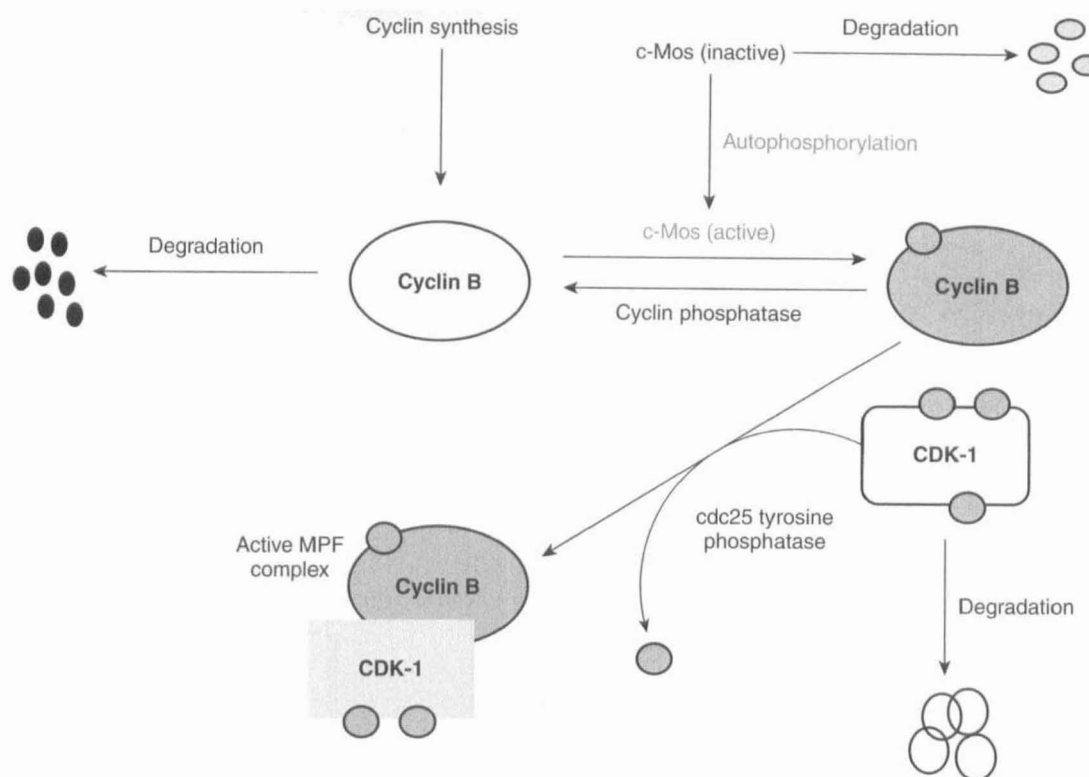 Cyclin synthesis
c-Mos (inactive)
Degradation
Autophosphorylation
c-Mos (active)
Degradation
Cyclin B
Cyclin B
Cyclin phosphatase
CDK-1
cdc25 tyrosine
phosphatase
Active MPF
complex
Cyclin B
Degradation
CDK-1